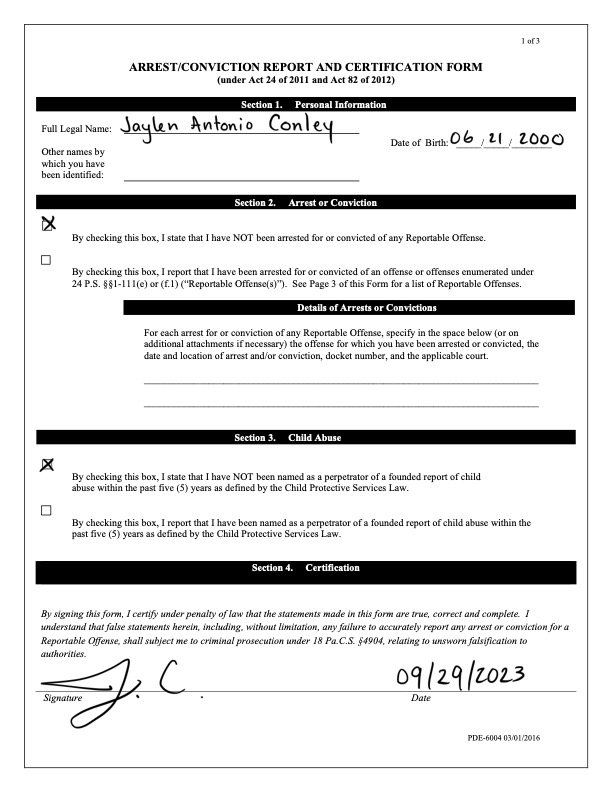 1 of 3
ARREST/CONVICTION REPORT AND CERTIFICATION FORM
(under Act 24 of 2011 and Act 82 of 2012)
Section 1. Personal Information
Full Legal Name: Jaylen Antonio Conley
Date of Birth: 06/21/2000
Other names by
which you have
been identified:
Section 2. Arrest or Conviction
By checking this box, I state that I have NOT been arrested for or convicted of any Reportable Offense.
By checking this box, I report that I have been arrested for or convicted of an offense or offenses enumerated under
24 P.S. §§1-111(e) or (f.1) (“Reportable Offense(s)”). See Page 3 of this Form for a list of Reportable Offenses.
Details of Arrests or Convictions
For each arrest for or conviction of any Reportable Offense, specify in the space below (or on
additional attachments if necessary) the offense for which you have been arrested or convicted, the
date and location of arrest and/or conviction, docket number, and the applicable court.
Section 3. Child Abuse
By checking this box, I state that I have NOT been named as a perpetrator of a founded report of child
abuse within the past five (5) years as defined by the Child Protective Services Law.
By checking this box, I report that I have been named as a perpetrator of a founded report of child abuse within the
past five (5) years as defined by the Child Protective Services Law.
Section 4. Certification
By signing this form, I certify under penalty of law that the statements made in this form are true, correct and complete. I
understand that false statements herein, including, without limitation, any failure to accurately report any arrest or conviction for a
Reportable Offense, shall subject me to criminal prosecution under 18 Pa.C.S. §4904, relating to unsworn falsification to
authorities.
J. C.
09/29/2023
Signature
Date
PDE-6004 03/01/2016